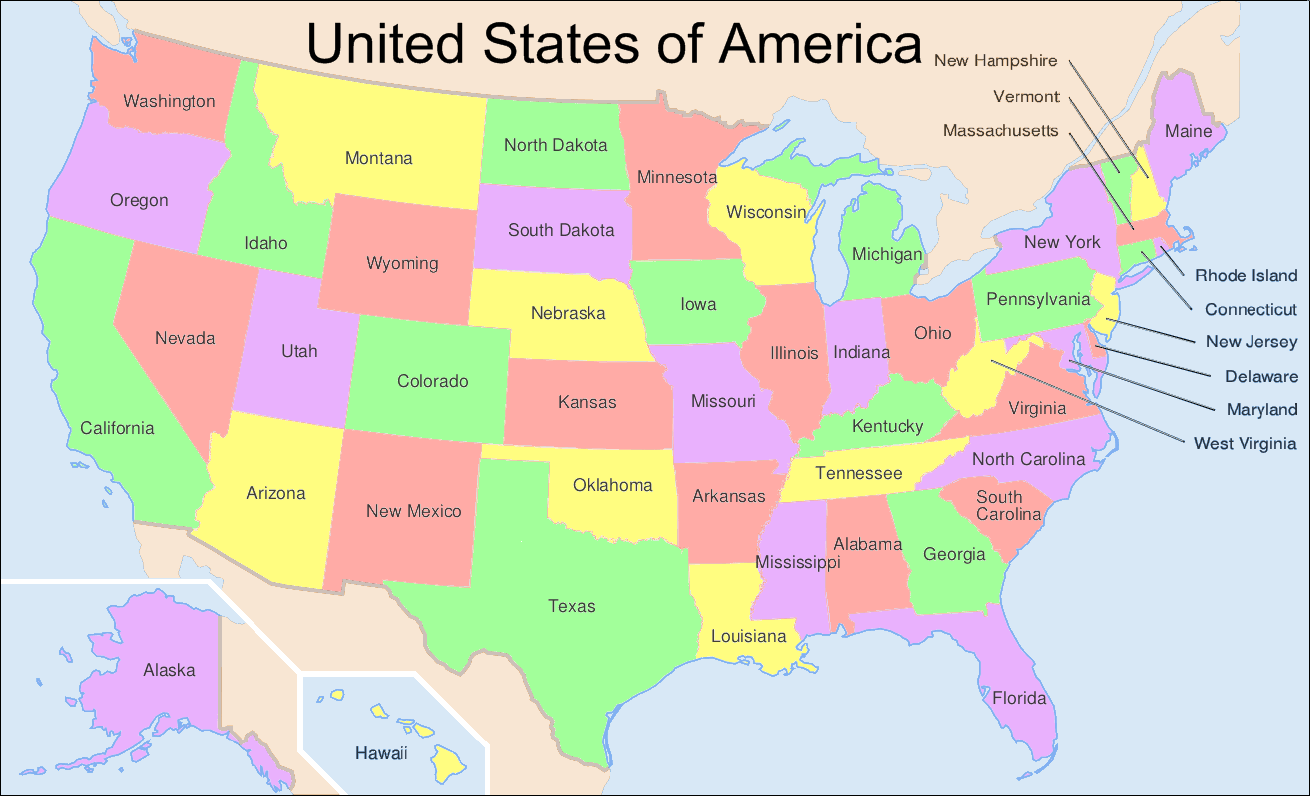 United States of America
New Hampshire
Vermont
Massachusetts
Washington
Maine
Montana
North Dakota
Minnesota
Oregon
Wisconsin
South Dakota
Idaho
New York
Michigan
Wyoming
Rhode Island
Pennsylvania
Iowa
Nebraska
Connecticut
Ohio
Nevada
Utah
Illinois
Indiana
New Jersey
Colorado
Delaware
Kansas
Missouri
Virginia
Maryland
California
Kentucky
West Virginia
North Carolina
Tennessee
Oklahoma
Arizona
Arkansas
South
Carolina
New Mexico
Alabama
Georgia
Mississippi
Texas
Louisiana
Alaska
Florida
Hawaii